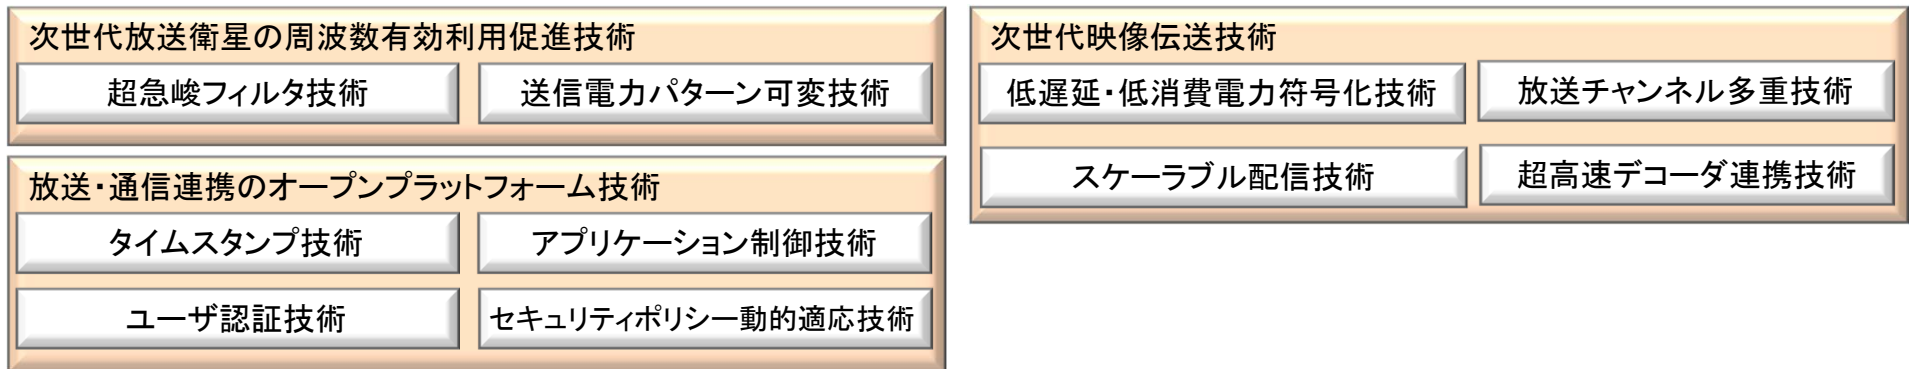 次世代放送衛星の周波数有効利用促進技術
超急峻フィルタ技術
送信電力パターン可変技術
放送・通信連携のオープンプラットフォーム技術
タイムスタンプ技術
アプリケーション制御技術
ユーザ認証技術
セキュリティポリシー動的適応技術
次世代映像伝送技術
低遅延・低消費電力符号化技術
放送チャンネル多重技術
スケーラブル配信技術
超高速デコーダ連携技術